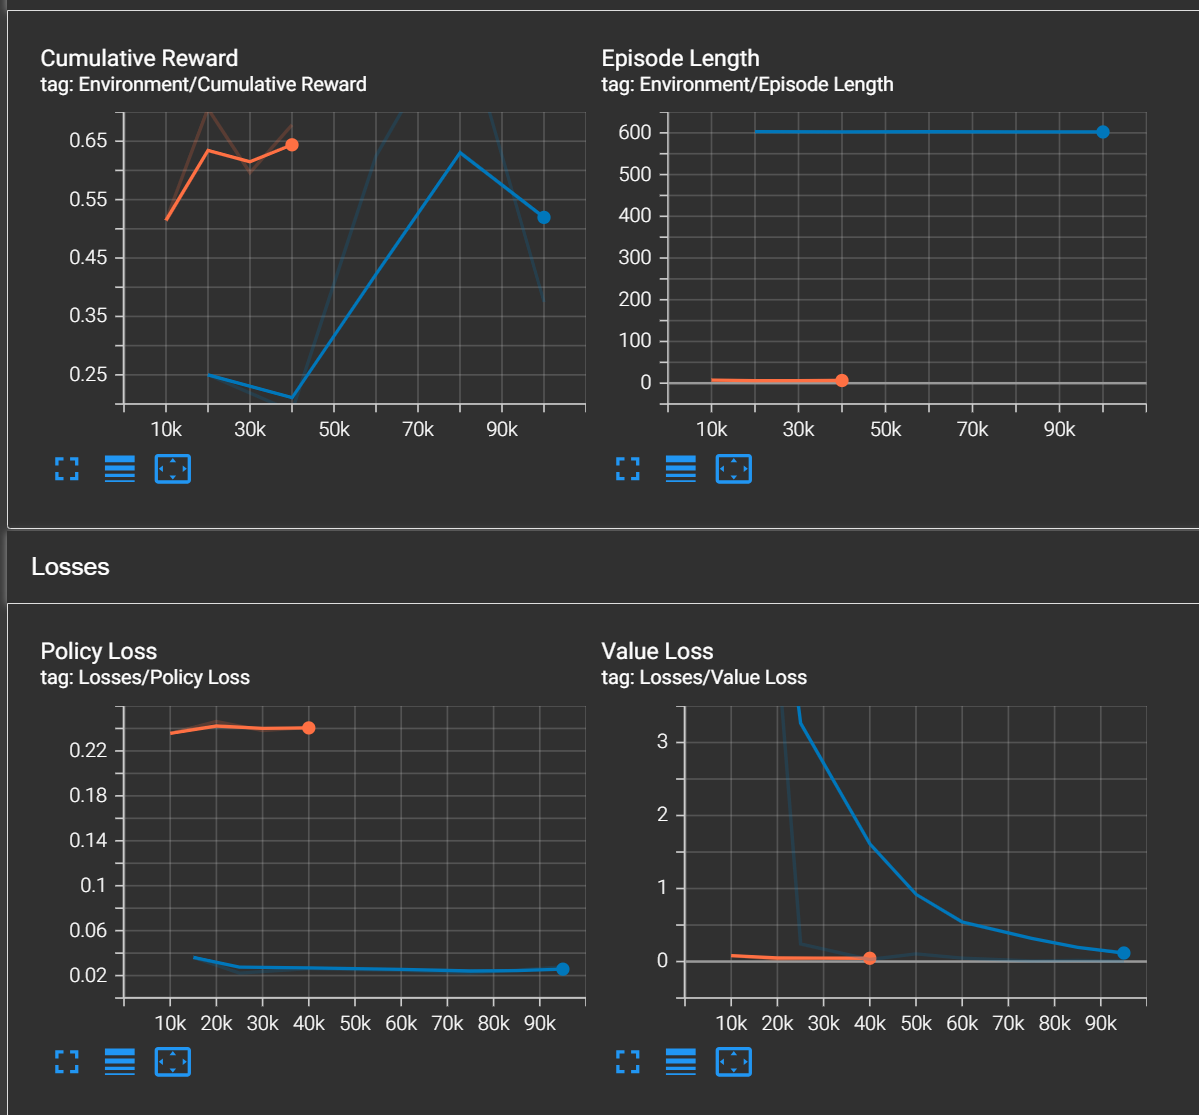 Cumulative Reward
tag: Environment/Cumulative Reward
0.65
0.55
0.45
0.35
0.25
10k 30k 50k 70k 90k
Episode Length
tag: Environment/Episode Length
600
500
400
300
200
100
0
10k 30k 50k 70k 90k
Losses
Policy Loss
tag: Losses/Policy Loss
0.22
0.18
0.14
0.1
0.06
0.02
10k 20k 30k 40k 50k 60k 70k 80k 90k
Value Loss
tag: Losses/Value Loss
3
2
1
0
10k 20k 30k 40k 50k 60k 70k 80k 90k